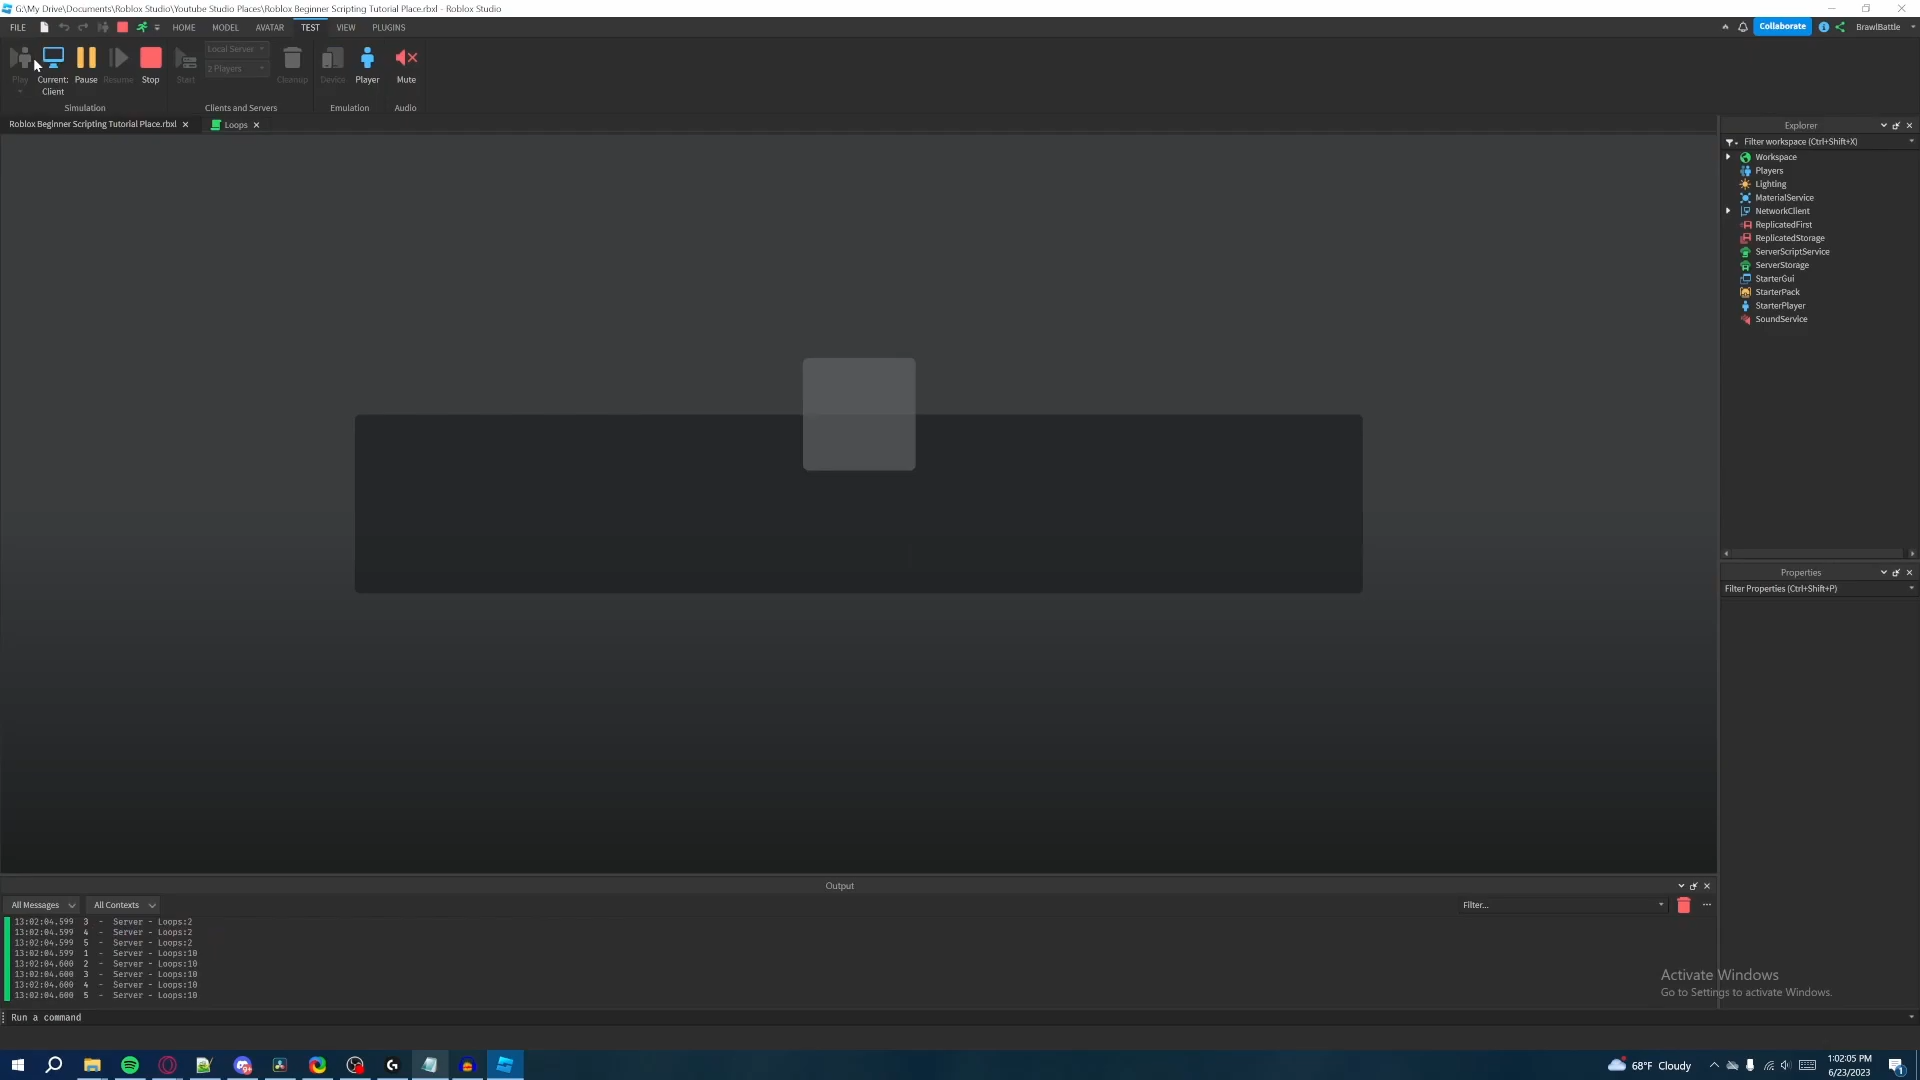 G:\My Drive\Documents\Roblox Studio\Youtube Studio Places\Roblox Beginner Scripting Tutorial Place.rbxl - Roblox Studio
FILE HOME MODEL AVATAR TEST VIEW PLUGINS Collaborate BrawlBattle
Play Current: Client Pause Resume Stop Start Local Server 2 Players Cleanup Device Player Mute
Simulation Clients and Servers Emulation Audio
Roblox Beginner Scripting Tutorial Place.rbxl Loops
Explorer
Filter workspace (Ctrl+Shift+X)
Workspace
Players
Lighting
MaterialService
NetworkClient
ReplicatedFirst
ReplicatedStorage
ServerScriptService
ServerStorage
StarterGui
StarterPack
StarterPlayer
SoundService
Properties
Filter Properties (Ctrl+Shift+P)
Output
All Messages All Contexts Filter...
13:02:04.599 3 - Server - Loops:2
13:02:04.599 4 - Server - Loops:2
13:02:04.599 5 - Server - Loops:2
13:02:04.599 1 - Server - Loops:10
13:02:04.600 2 - Server - Loops:10
13:02:04.600 3 - Server - Loops:10
13:02:04.600 4 - Server - Loops:10
13:02:04.600 5 - Server - Loops:10
Activate Windows
Go to Settings to activate Windows.
Run a command
68°F Cloudy
1:02:05 PM
6/23/2023